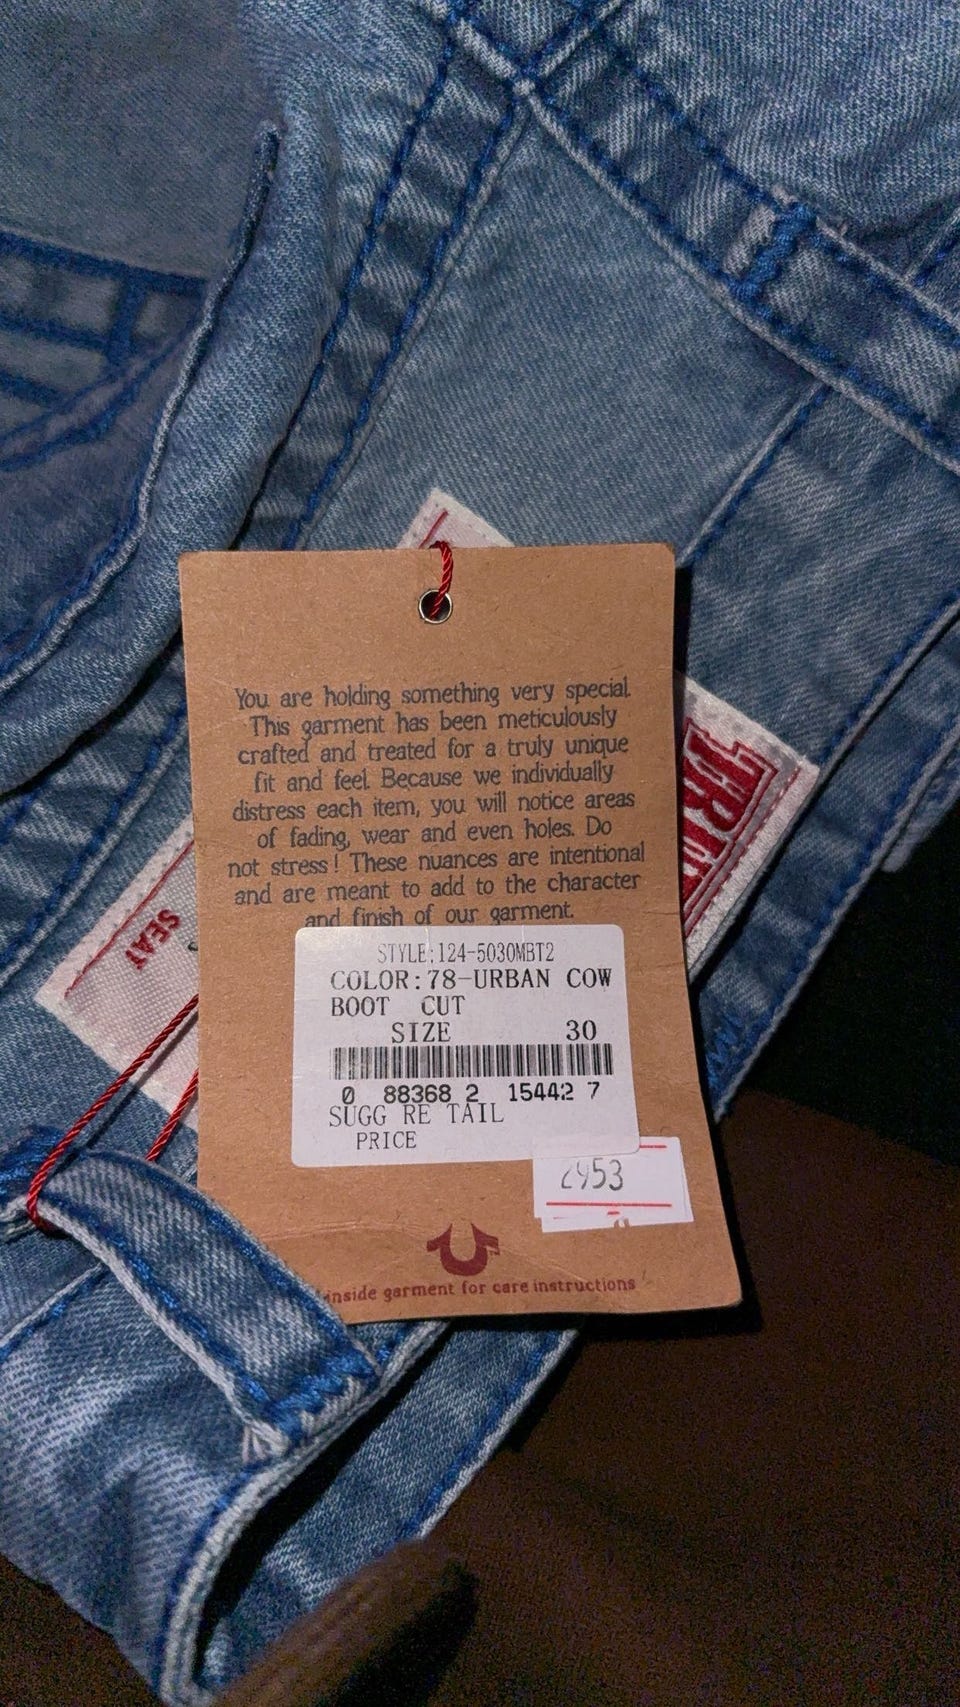 You are holding something very special.
This garment has been meticulously
crafted and treated for a truly unique
fit and feel. Because we individually
distress each item, you will notice areas
of fading, wear and even holes. Do
not stress! These nuances are intentional
and are meant to add to the character
and finish of our garment.
STYLE:124-5030MBT2
COLOR:78-URBAN COW
BOOT CUT
SIZE 30
0 88368 2 15442 7
SUGG RE TAIL
PRICE
2953
inside garment for care instructions
SEAT